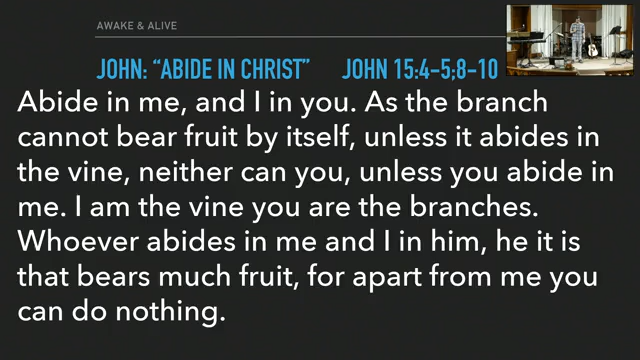 AWAKE & ALIVE
JOHN: “ABIDE IN CHRIST” JOHN 15:4-5;8-10
Abide in me, and I in you. As the branch
cannot bear fruit by itself, unless it abides in
the vine, neither can you, unless you abide in
me. I am the vine you are the branches.
Whoever abides in me and I in him, he it is
that bears much fruit, for apart from me you
can do nothing.